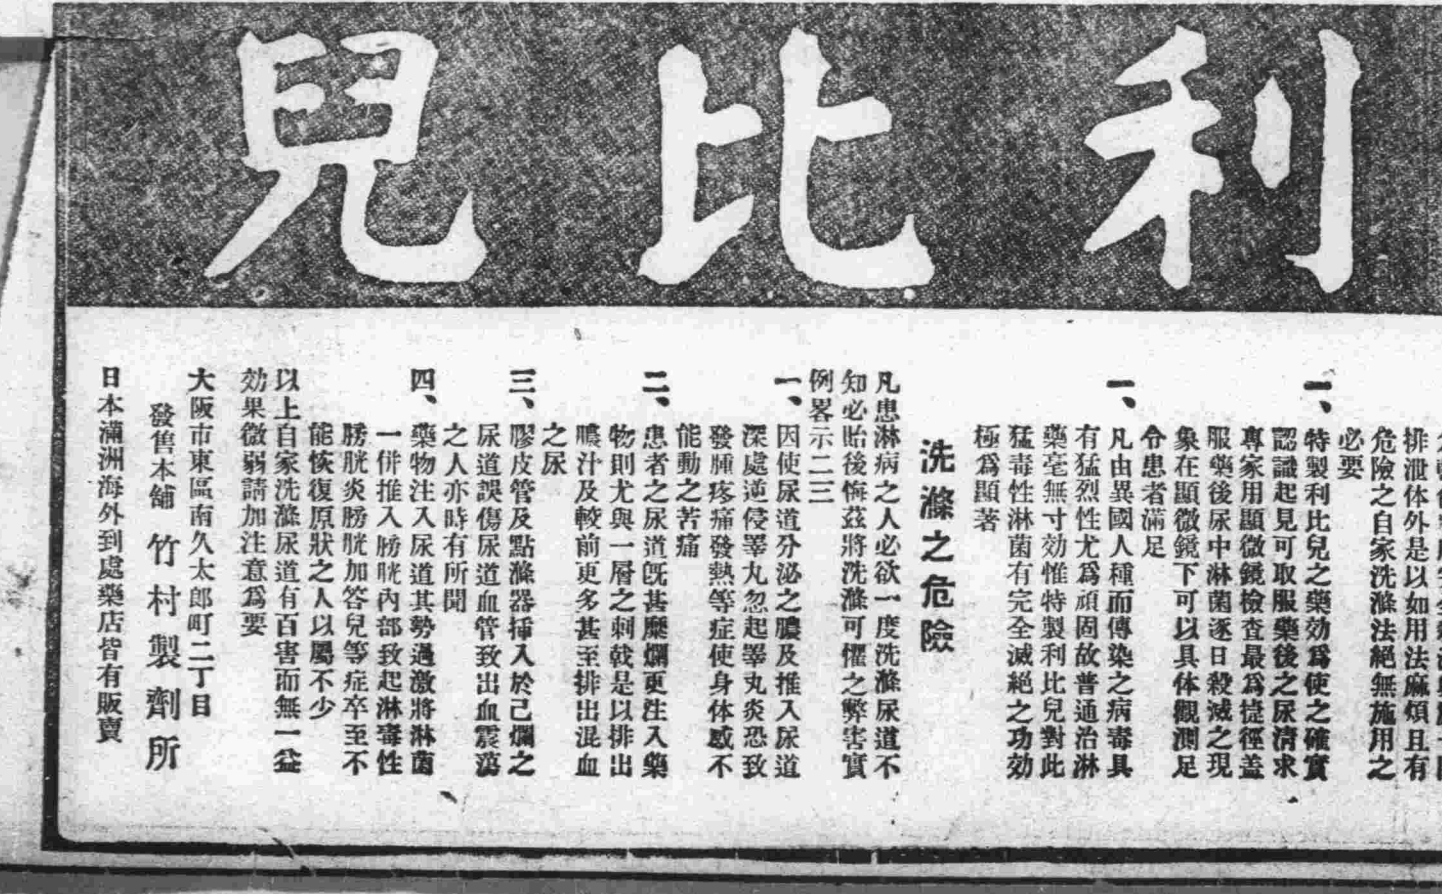 利比兒
排泄体外是以如用法麻煩且有
危險之自家洗滌法絕無施用之
必要
一、特製利比兒之藥効爲使之確實
認識起見可取服藥後之尿清求
專家用顯微鏡檢査最爲捷徑盖
服藥後尿中淋菌逐日殺滅之現
象在顯微鏡下可以具体觀測足
令患者滿足
一、凡由異國人種而傳染之病毒具
有猛烈性尤爲頑固故普通治淋
藥毫無寸効惟特製利比兒對此
猛毒性淋菌有完全滅絕之功効
極爲顯著
洗滌之危險
凡患淋病之人必欲一度洗滌尿道不
知必貽後悔茲將洗滌可懼之弊害實
例畧示二三
一、因使尿道分泌之膿及推入尿道
深處逆侵睪丸忽起睪丸炎恐致
發腫疼痛發熱等症使身体感不
能動之苦痛
二、患者之尿道旣甚糜爛更注入藥
物則尤與一層之刺戟是以排出
膿汁及較前更多甚至排出混血
之尿
三、膠皮管及點滌器揷入於己爛之
尿道誤傷尿道血管致出血震蕩
之人亦時有所聞
四、藥物注入尿道其勢過激將淋菌
一併推入膀胱內部致起淋毒性
膀胱炎膀胱加答兒等症卒至不
能恢復原狀之人以屬不少
以上自家洗滌尿道有百害而無一益
効果微弱請加注意爲要
大阪市東區南久太郎町二丁目
發售本舖 竹村製劑所
日本滿洲海外到處藥店皆有販賣